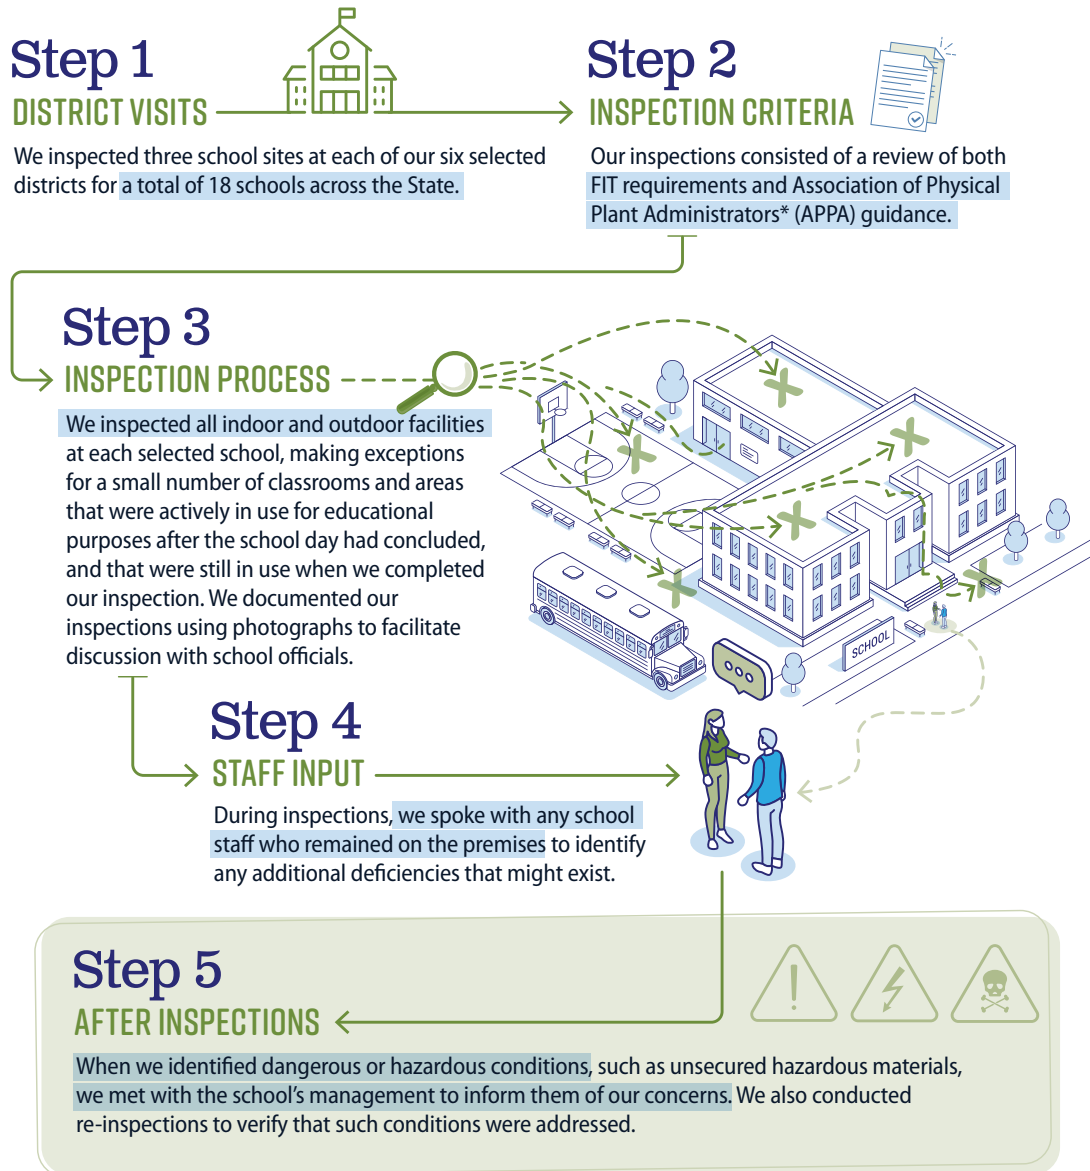 Step 1
DISTRICT VISITS
We inspected three school sites at each of our six selected
districts for a total of 18 schools across the State.
Step 2
INSPECTION CRITERIA
Our inspections consisted of a review of both
FIT requirements and Association of Physical
Plant Administrators* (APPA) guidance.
Step 3
INSPECTION PROCESS
We inspected all indoor and outdoor facilities
at each selected school, making exceptions
for a small number of classrooms and areas
that were actively in use for educational
purposes after the school day had concluded,
and that were still in use when we completed
our inspection. We documented our
inspections using photographs to facilitate
discussion with school officials.
SCHOOL
Step 4
STAFF INPUT
During inspections, we spoke with any school
staff who remained on the premises to identify
any additional deficiencies that might exist.
Step 5
AFTER INSPECTIONS
When we identified dangerous or hazardous conditions, such as unsecured hazardous materials,
we met with the school’s management to inform them of our concerns. We also conducted
re-inspections to verify that such conditions were addressed.